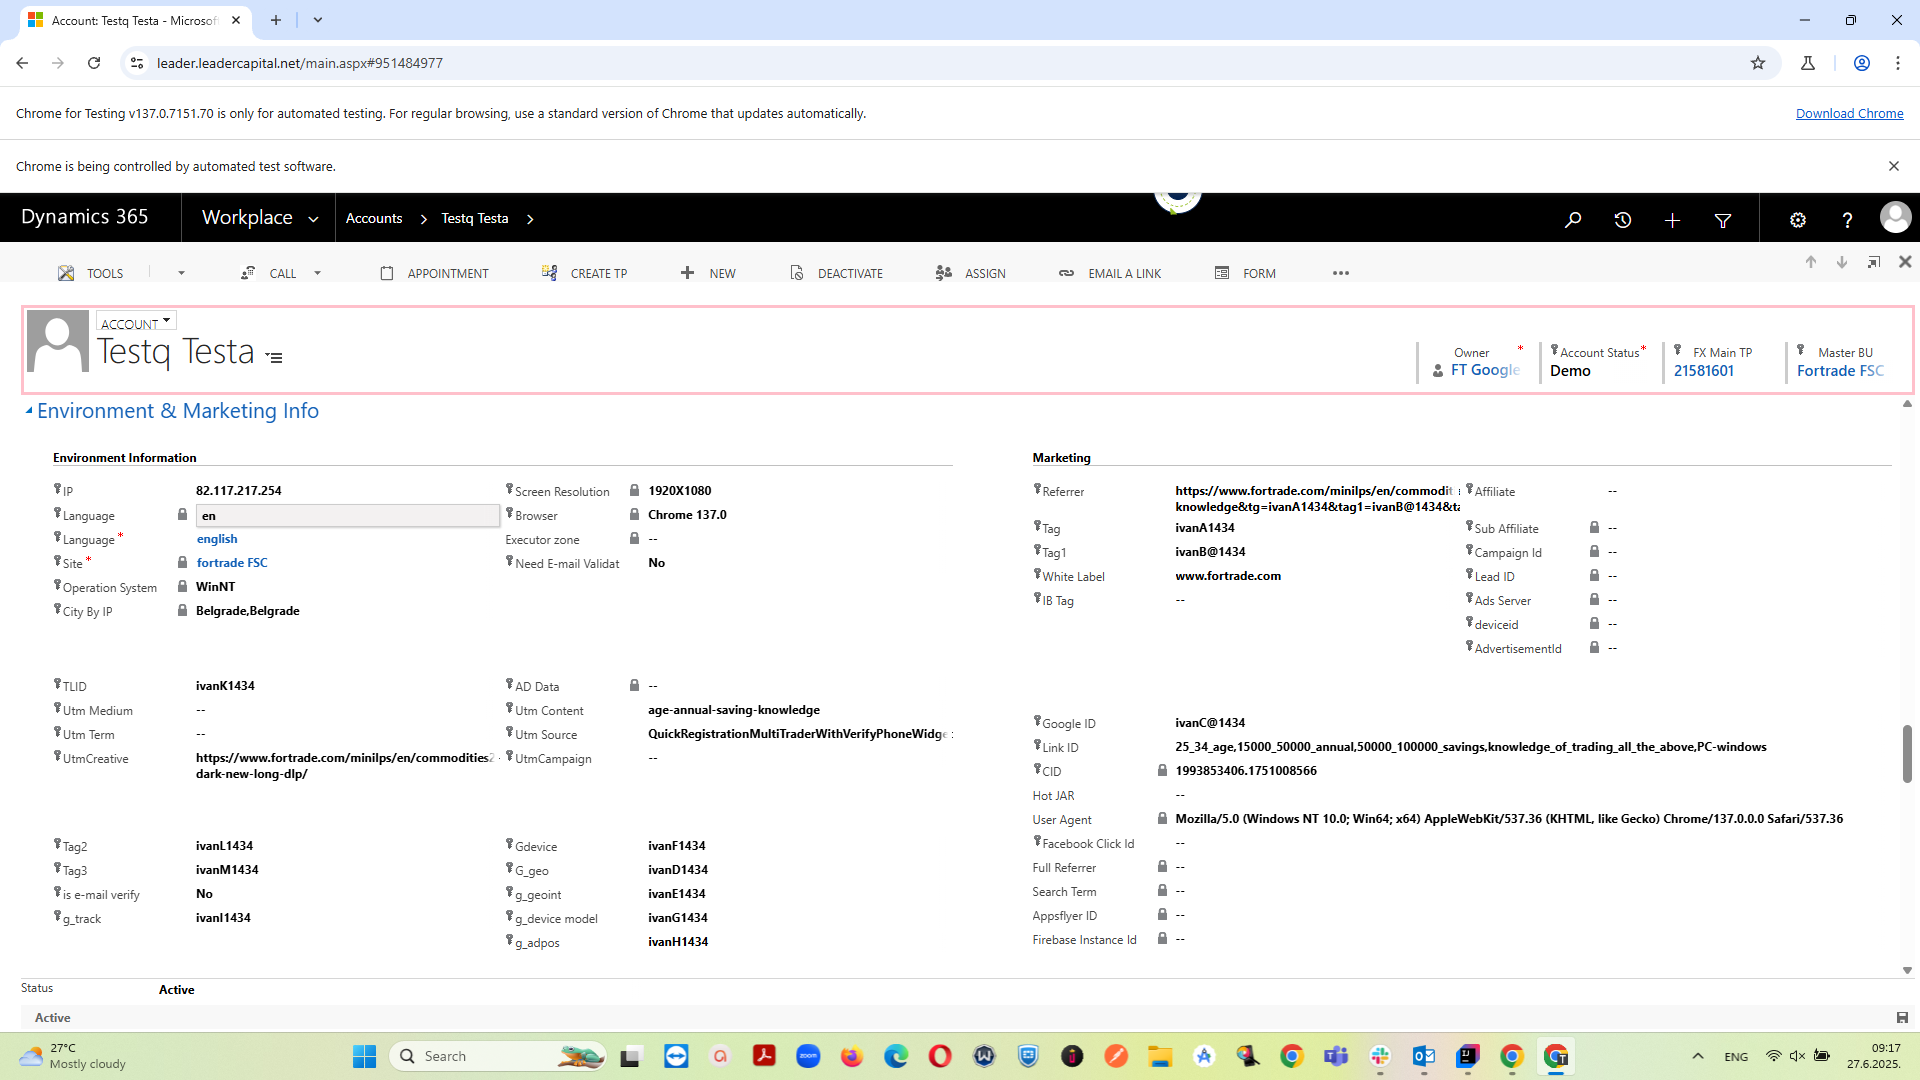 Account: Testq Testa - Microsof
leader.leadercapital.net/main.aspx#951484977
Chrome for Testing v137.0.7151.70 is only for automated testing. For regular browsing, use a standard version of Chrome that updates automatically.
Download Chrome
Chrome is being controlled by automated test software.
Dynamics 365
Workplace
Accounts
Testq Testa
TOOLS
CALL
APPOINTMENT
CREATE TP
NEW
DEACTIVATE
ASSIGN
EMAIL A LINK
FORM
ACCOUNT
Testq Testa
Owner *
FT Google
Account Status *
Demo
FX Main TP
21581601
Master BU
Fortrade FSC
Environment & Marketing Info
Environment Information
IP 82.117.217.254
Language en
Language * english
Site * fortrade FSC
Operation System WinNT
City By IP Belgrade,Belgrade
Screen Resolution 1920X1080
Browser Chrome 137.0
Executor zone --
Need E-mail Validat No
TLID ivanK1434
Utm Medium --
Utm Term --
UtmCreative https://www.fortrade.com/minilps/en/commodities2-
dark-new-long-dlp/
AD Data --
Utm Content age-annual-saving-knowledge
Utm Source QuickRegistrationMultiTraderWithVerifyPhoneWidge
UtmCampaign --
Tag2 ivanL1434
Tag3 ivanM1434
is e-mail verify No
g_track ivanI1434
Gdevice ivanF1434
G_geo ivanD1434
g_geoint ivanE1434
g_device model ivanG1434
g_adpos ivanH1434
Marketing
Referrer https://www.fortrade.com/minilps/en/commodit
knowledge&tg=ivanA1434&tag1=ivanB@1434&ta
Tag ivanA1434
Tag1 ivanB@1434
White Label www.fortrade.com
IB Tag --
Affiliate --
Sub Affiliate --
Campaign Id --
Lead ID --
Ads Server --
deviceid --
AdvertisementId --
Google ID ivanC@1434
Link ID 25_34_age,15000_50000_annual,50000_100000_savings,knowledge_of_trading_all_the_above,PC-windows
CID 1993853406.1751008566
Hot JAR --
User Agent Mozilla/5.0 (Windows NT 10.0; Win64; x64) AppleWebKit/537.36 (KHTML, like Gecko) Chrome/137.0.0.0 Safari/537.36
Facebook Click Id --
Full Referrer --
Search Term --
Appsflyer ID --
Firebase Instance Id --
Status Active
Active
27°C
Mostly cloudy
Search
zoom
ENG
09:17
27.6.2025.